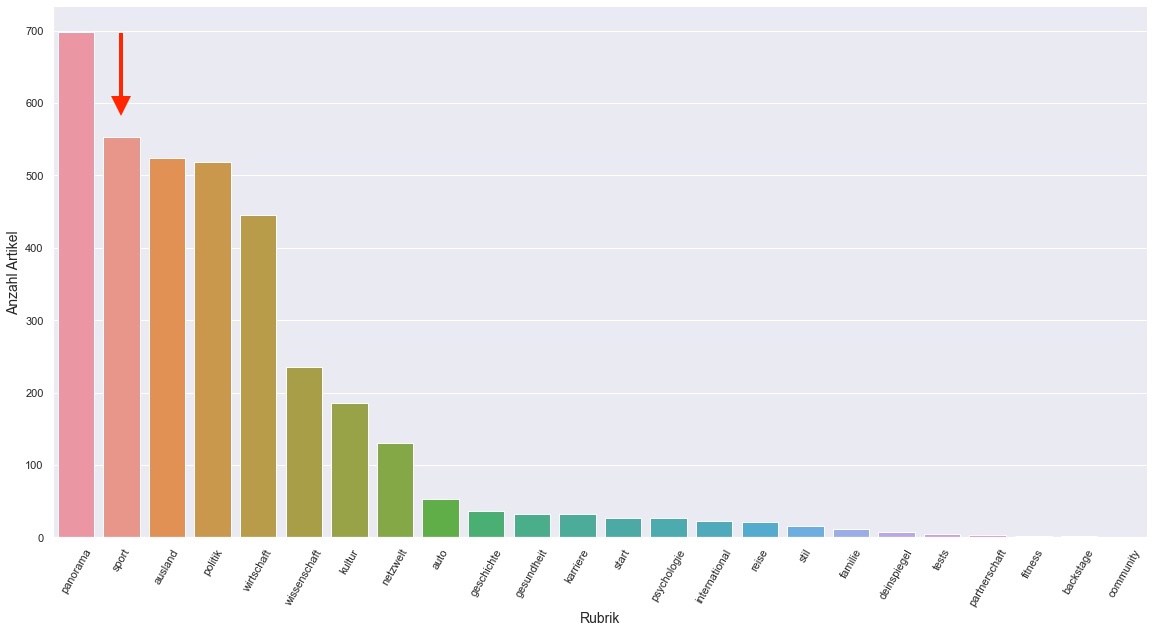 700
600
500
400
300
200
100
0
Anzahl Artikel
panorama
sport
ausland
politik
wirtschaft
wissenschaft
kultur
netzwelt
auto
geschichte
gesundheit
karriere
start
psychologie
international
reise
stil
familie
deinspiegel
tests
partnerschaft
fitness
backstage
community
Rubrik